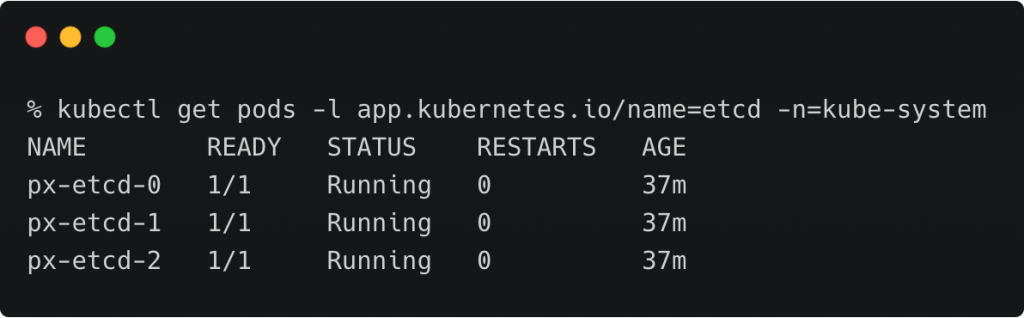 % kubectl get pods -l app.kubernetes.io/name=etcd -n=kube-system
NAME        READY   STATUS    RESTARTS   AGE
px-etcd-0   1/1     Running   0          37m
px-etcd-1   1/1     Running   0          37m
px-etcd-2   1/1     Running   0          37m